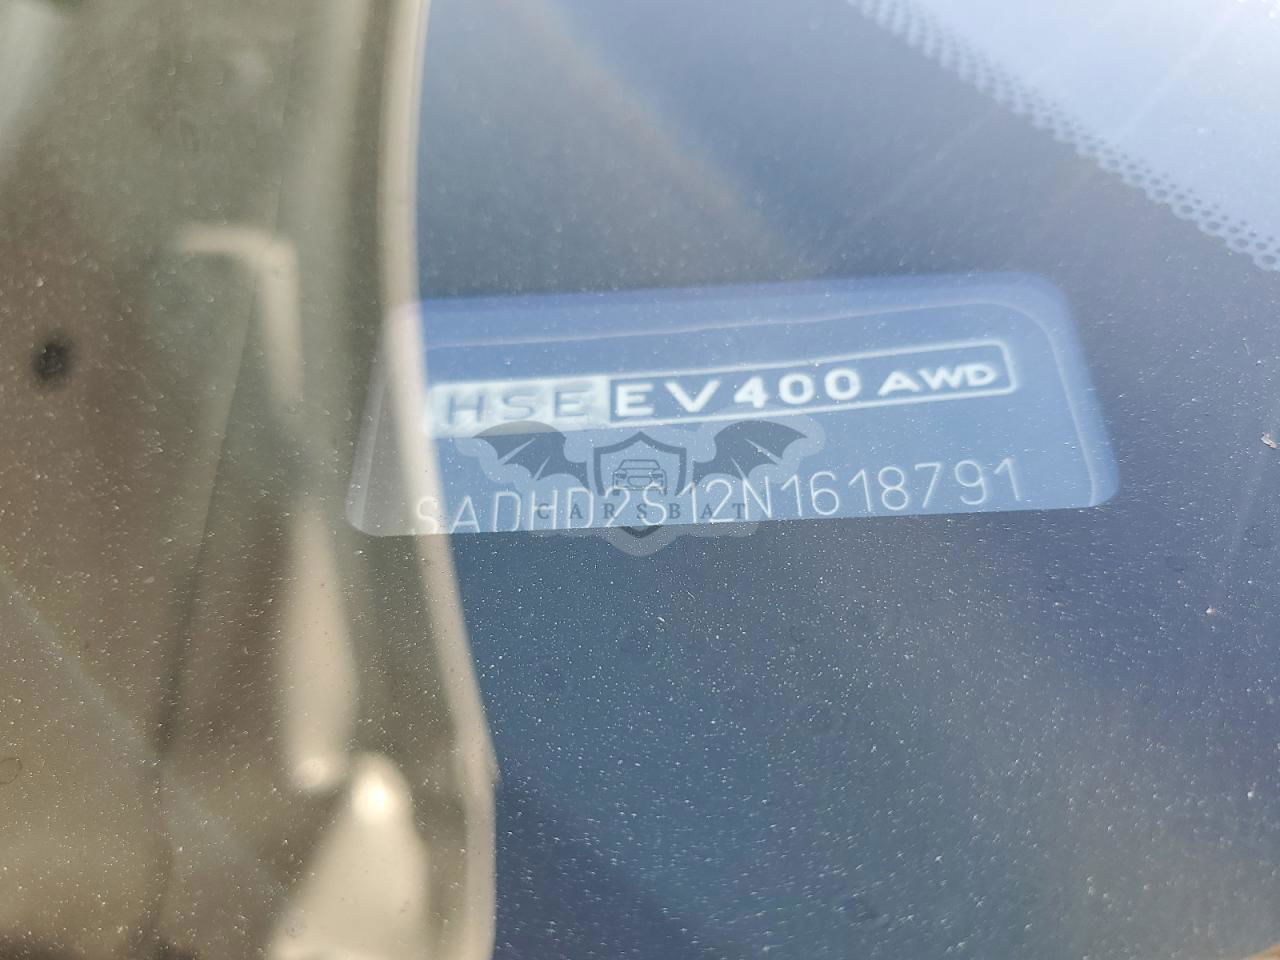 HSE EV400 AWD
SADHD2S12N1618791
CARSBAT